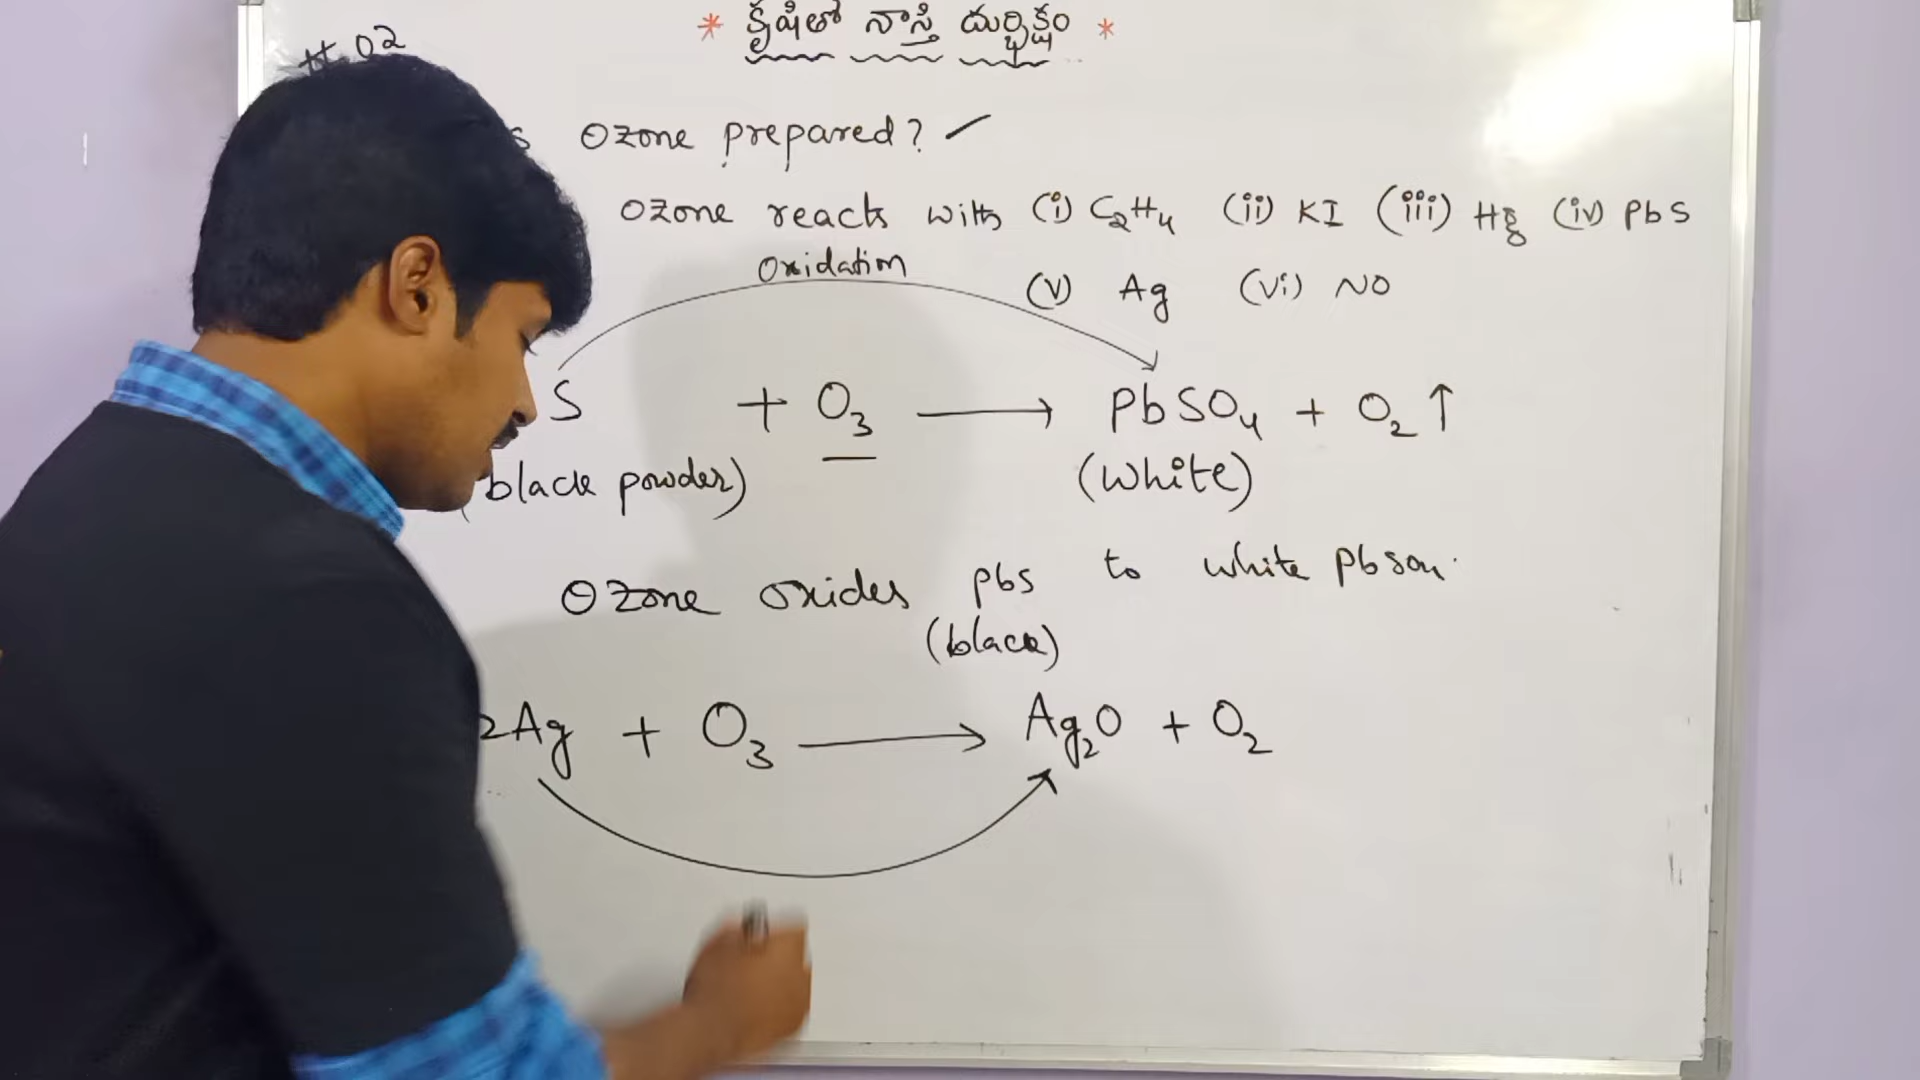 * కృషితో నాస్తి దుర్భిక్షం *
# 02
s Ozone prepared? ✓
Ozone reacts with (i) C₂H₄ (ii) KI (iii) Hg (iv) PbS
(v) Ag (vi) NO
Oxidation
S + O₃ → PbSO₄ + O₂ ↑
(black powder) (white)
Ozone oxides pbs to white pbso₄.
(black)
2Ag + O₃ → Ag₂O + O₂